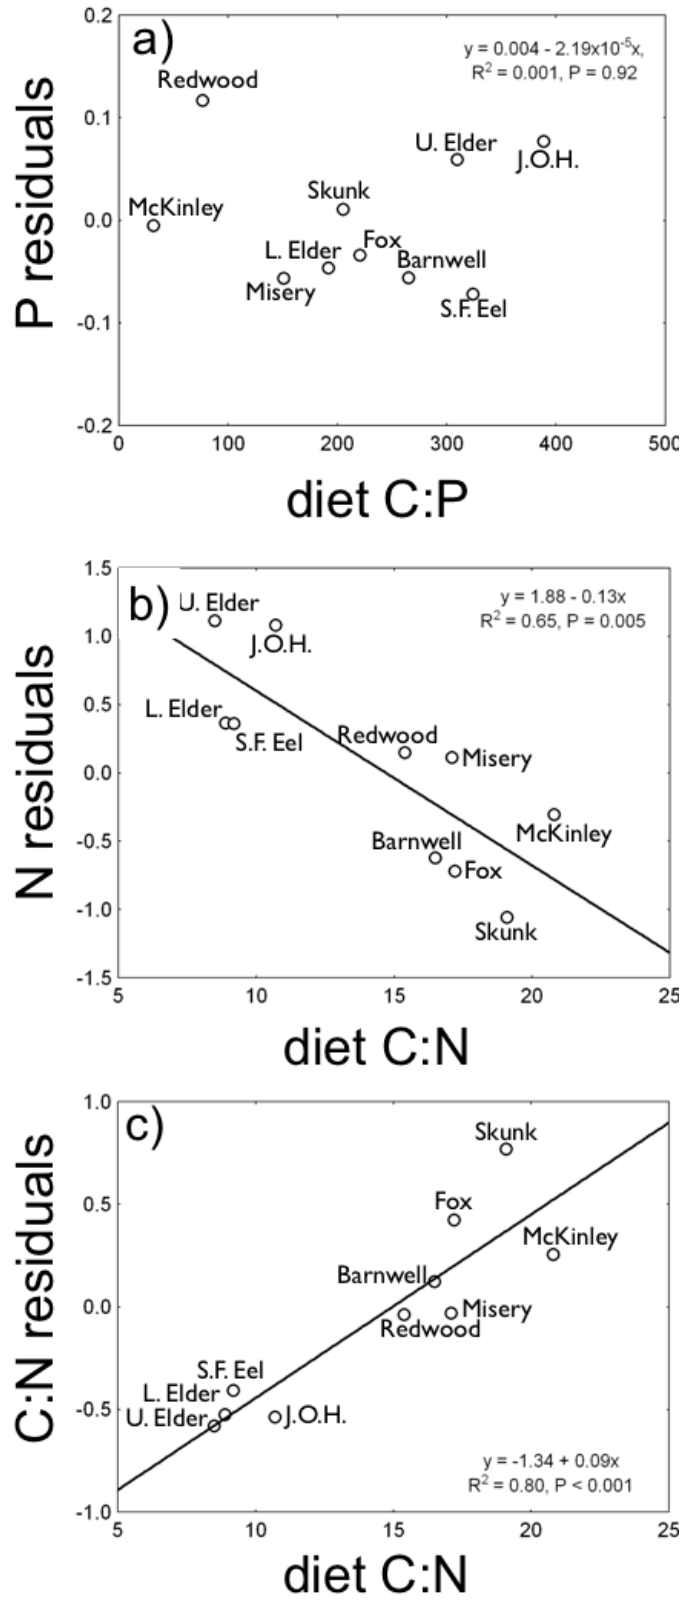 a)
y = 0.004 - 2.19x10⁻⁵x,
R² = 0.001, P = 0.92
P residuals
0.2
0.1
0.0
-0.1
-0.2
Redwood
McKinley
U. Elder
J.O.H.
Skunk
L. Elder
Fox
Barnwell
Misery
S.F. Eel
0 100 200 300 400 500
diet C:P
b)
y = 1.88 - 0.13x
R² = 0.65, P = 0.005
N residuals
1.5
1.0
0.5
0.0
-0.5
-1.0
-1.5
U. Elder
J.O.H.
L. Elder
S.F. Eel
Redwood
Misery
McKinley
Barnwell
Fox
Skunk
5 10 15 20 25
diet C:N
c)
C:N residuals
1.0
0.5
0.0
-0.5
-1.0
Skunk
Fox
McKinley
Barnwell
Misery
Redwood
S.F. Eel
L. Elder
U. Elder
J.O.H.
y = -1.34 + 0.09x
R² = 0.80, P < 0.001
5 10 15 20 25
diet C:N